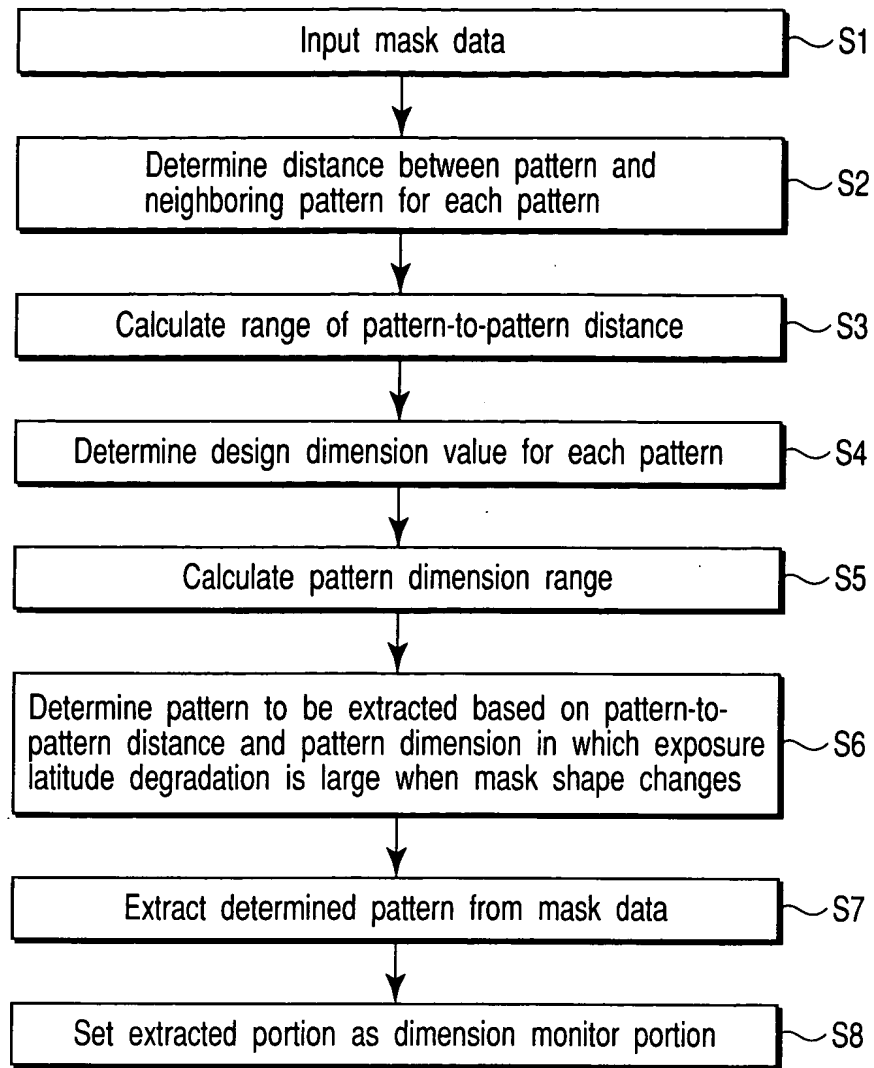 Input mask data
S1
Determine distance between pattern and
neighboring pattern for each pattern
S2
Calculate range of pattern-to-pattern distance
S3
Determine design dimension value for each pattern
S4
Calculate pattern dimension range
S5
Determine pattern to be extracted based on pattern-to-
pattern distance and pattern dimension in which exposure
latitude degradation is large when mask shape changes
S6
Extract determined pattern from mask data
S7
Set extracted portion as dimension monitor portion
S8